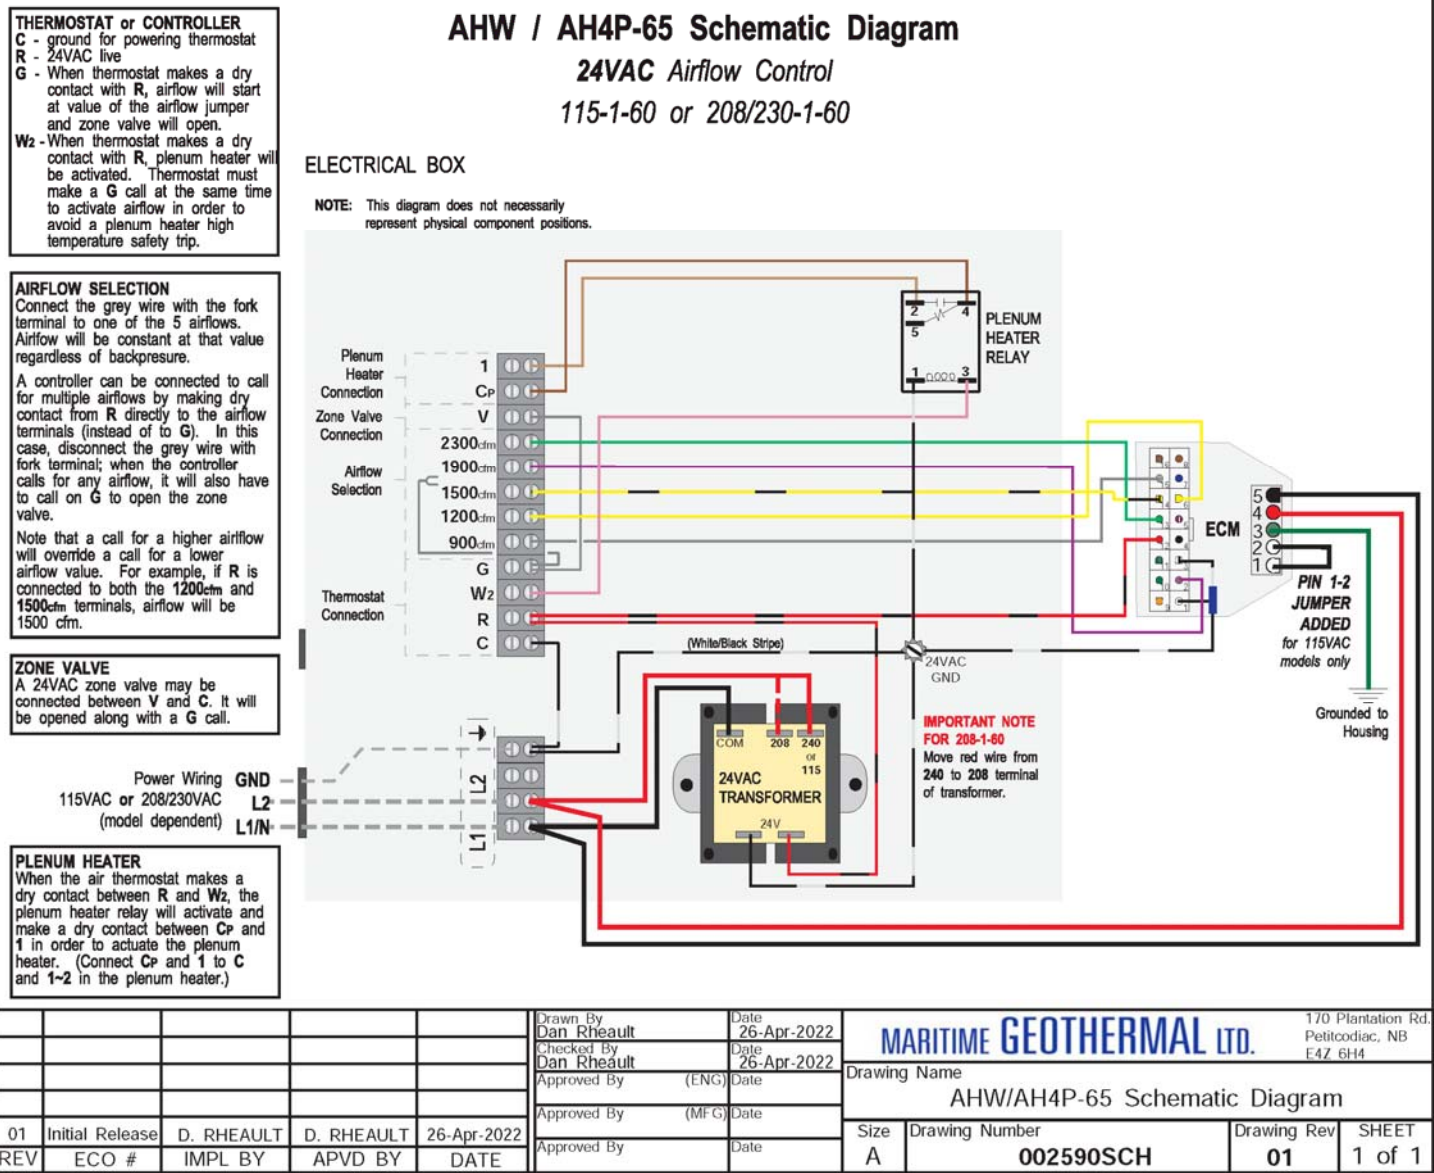 AHW / AH4P-65 Schematic Diagram
24VAC Airflow Control
115-1-60 or 208/230-1-60
THERMOSTAT or CONTROLLER
C - ground for powering thermostat
R - 24VAC live
G - When thermostat makes a dry
contact with R, airflow will start
at value of the airflow jumper
and zone valve will open.
W2 - When thermostat makes a dry
contact with R, plenum heater will
be activated. Thermostat must
make a G call at the same time
to activate airflow in order to
avoid a plenum heater high
temperature safety trip.
AIRFLOW SELECTION
Connect the grey wire with the fork
terminal to one of the 5 airflows.
Airlfow will be constant at that value
regardless of backpresure.
A controller can be connected to call
for multiple airflows by making dry
contact from R directly to the airflow
terminals (instead of to G). In this
case, disconnect the grey wire with
fork terminal; when the controller
calls for any airflow, it will also have
to call on G to open the zone
valve.
Note that a call for a higher airlflow
will override a call for a lower
airflow value. For example, if R is
connected to both the 1200cfm and
1500cfm terminals, airflow will be
1500 cfm.
ZONE VALVE
A 24VAC zone valve may be
connected between V and C. It will
be opened along with a G call.
Power Wiring GND
115VAC or 208/230VAC L2
(model dependent) L1/N
PLENUM HEATER
When the air thermostat makes a
dry contact between R and W2, the
plenum heater relay will activate and
make a dry contact between CP and
1 in order to actuate the plenum
heater. (Connect CP and 1 to C
and 1~2 in the plenum heater.)
ELECTRICAL BOX
NOTE: This diagram does not necessarily
represent physical component positions.
Plenum
Heater
Connection
Zone Valve
Connection
Airflow
Selection
Thermostat
Connection
1
CP
V
2300cfm
1900cfm
1500cfm
1200cfm
900cfm
G
W2
R
C
L2
L1
2
4
5
1
3
PLENUM
HEATER
RELAY
(White/Black Stripe)
24VAC
GND
COM
208
240
or
115
24VAC
TRANSFORMER
24V
IMPORTANT NOTE
FOR 208-1-60
Move red wire from
240 to 208 terminal
of transformer.
ECM
5
4
3
2
1
PIN 1-2
JUMPER
ADDED
for 115VAC
models only
Grounded to
Housing
01 Initial Release D. RHEAULT D. RHEAULT 26-Apr-2022
REV ECO # IMPL BY APVD BY DATE
Drawn By
Dan Rheault
Date
26-Apr-2022
Checked By
Dan Rheault
Date
26-Apr-2022
Approved By (ENG) Date
Approved By (MFG) Date
Approved By Date
MARITIME GEOTHERMAL LTD.
170 Plantation Rd.
Petitcodiac, NB
E4Z 6H4
Drawing Name
AHW/AH4P-65 Schematic Diagram
Size
A
Drawing Number
002590SCH
Drawing Rev
01
SHEET
1 of 1